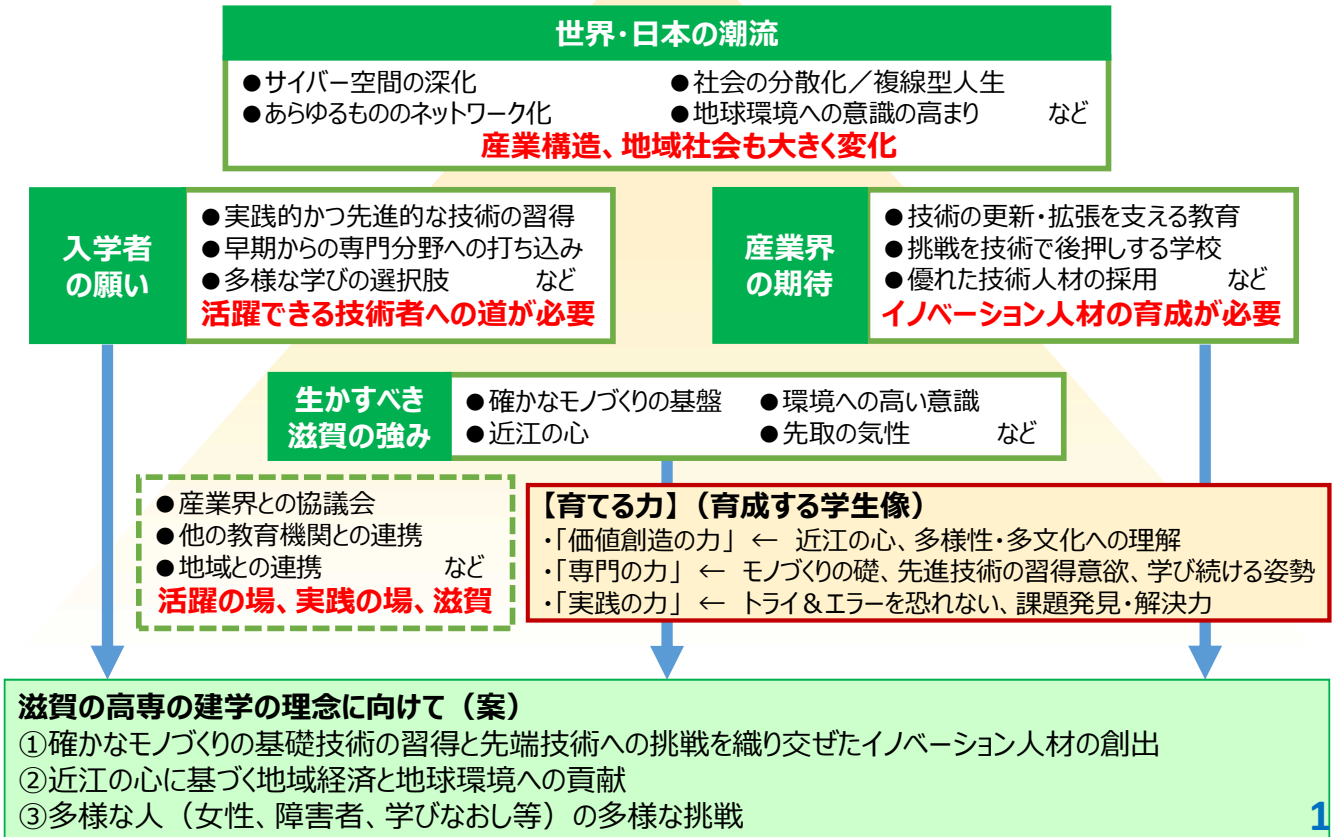 世界・日本の潮流
●サイバー空間の深化
●社会の分散化／複線型人生
●あらゆるもののネットワーク化
●地球環境への意識の高まり など
産業構造、地域社会も大きく変化
入学者
の願い
●実践的かつ先進的な技術の習得
●早期からの専門分野への打ち込み
●多様な学びの選択肢 など
活躍できる技術者への道が必要
産業界
の期待
●技術の更新・拡張を支える教育
●挑戦を技術で後押しする学校
●優れた技術人材の採用 など
イノベーション人材の育成が必要
生かすべき
滋賀の強み
●確かなモノづくりの基盤 ●環境への高い意識
●近江の心 ●先取の気性 など
●産業界との協議会
●他の教育機関との連携
●地域との連携 など
活躍の場、実践の場、滋賀
【育てる力】（育成する学生像）
・「価値創造の力」 ← 近江の心、多様性・多文化への理解
・「専門の力」 ← モノづくりの礎、先進技術の習得意欲、学び続ける姿勢
・「実践の力」 ← トライ＆エラーを恐れない、課題発見・解決力
滋賀の高専の建学の理念に向けて（案）
①確かなモノづくりの基礎技術の習得と先端技術への挑戦を織り交ぜたイノベーション人材の創出
②近江の心に基づく地域経済と地球環境への貢献
③多様な人（女性、障害者、学びなおし等）の多様な挑戦
1